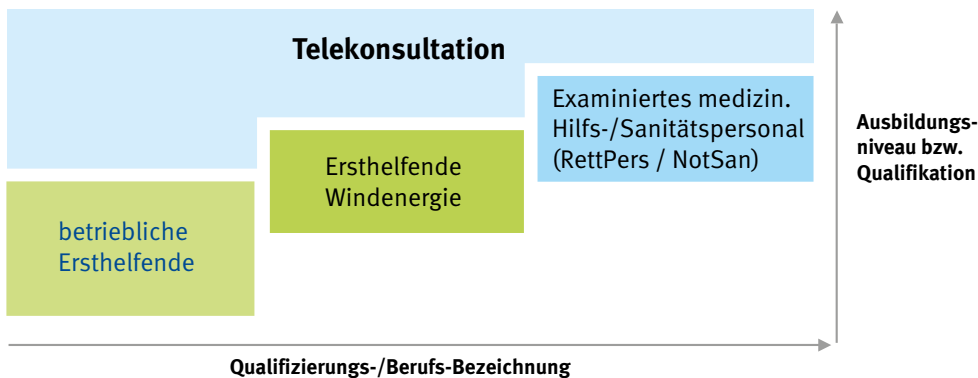 Telekonsultation
Examiniertes medizin.
Hilfs-/Sanitätspersonal
(RettPers / NotSan)
Ausbildungs-
niveau bzw.
Qualifikation
Ersthelfende
Windenergie
betriebliche
Ersthelfende
Qualifizierungs-/Berufs-Bezeichnung